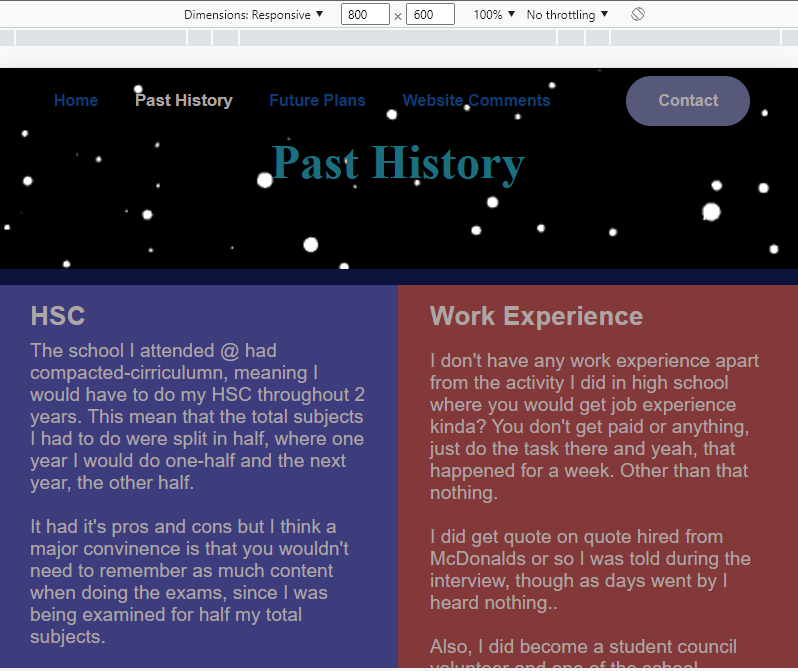 Dimensions: Responsive ▼ 800 × 600 100% ▼ No throttling ▼
Home Past History Future Plans Website Comments Contact
Past History
HSC
The school I attended @ had
compacted-cirriculumn, meaning I
would have to do my HSC throughout 2
years. This mean that the total subjects
I had to do were split in half, where one
year I would do one-half and the next
year, the other half.
It had it's pros and cons but I think a
major convinence is that you wouldn't
need to remember as much content
when doing the exams, since I was
being examined for half my total
subjects.
Work Experience
I don't have any work experience apart
from the activity I did in high school
where you would get job experience
kinda? You don't get paid or anything,
just do the task there and yeah, that
happened for a week. Other than that
nothing.
I did get quote on quote hired from
McDonalds or so I was told during the
interview, though as days went by I
heard nothing..
Also, I did become a student council
volunteer and one of the school